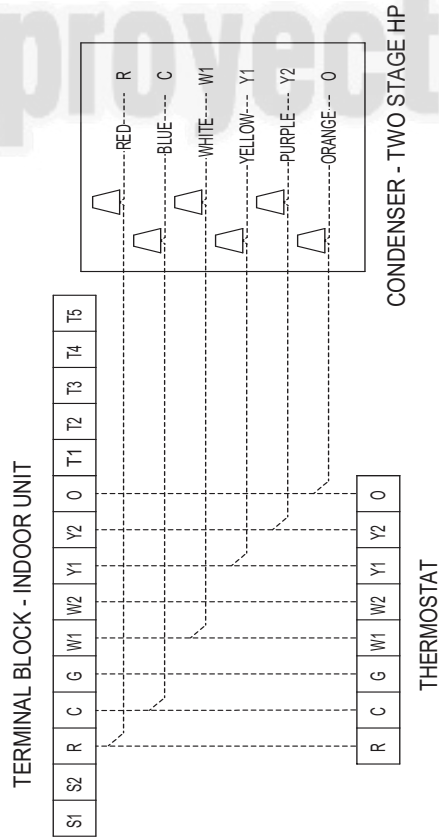 proyect
TERMINAL BLOCK - INDOOR UNIT
S1 S2 R C G W1 W2 Y1 Y2 O T1 T2 T3 T4 T5
RED R
BLUE C
WHITE W1
YELLOW Y1
PURPLE Y2
ORANGE O
CONDENSER - TWO STAGE HP
R C G W1 W2 Y1 Y2 O
THERMOSTAT